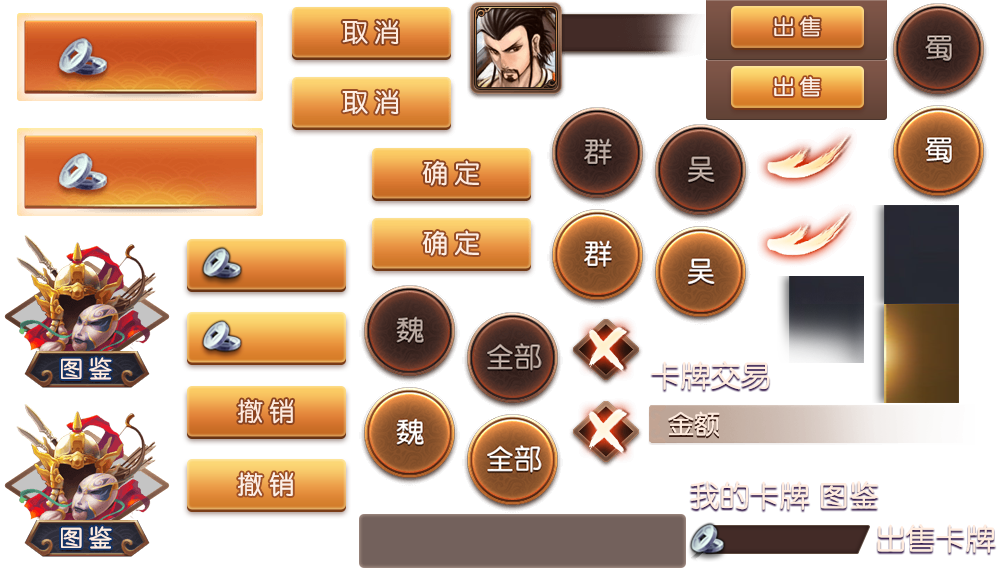 取消
取消
出售
出售
蜀
蜀
群
吴
确定
确定
群
吴
魏
全部
魏
全部
图鉴
图鉴
撤销
撤销
卡牌交易
金额
我的卡牌 图鉴
出售卡牌